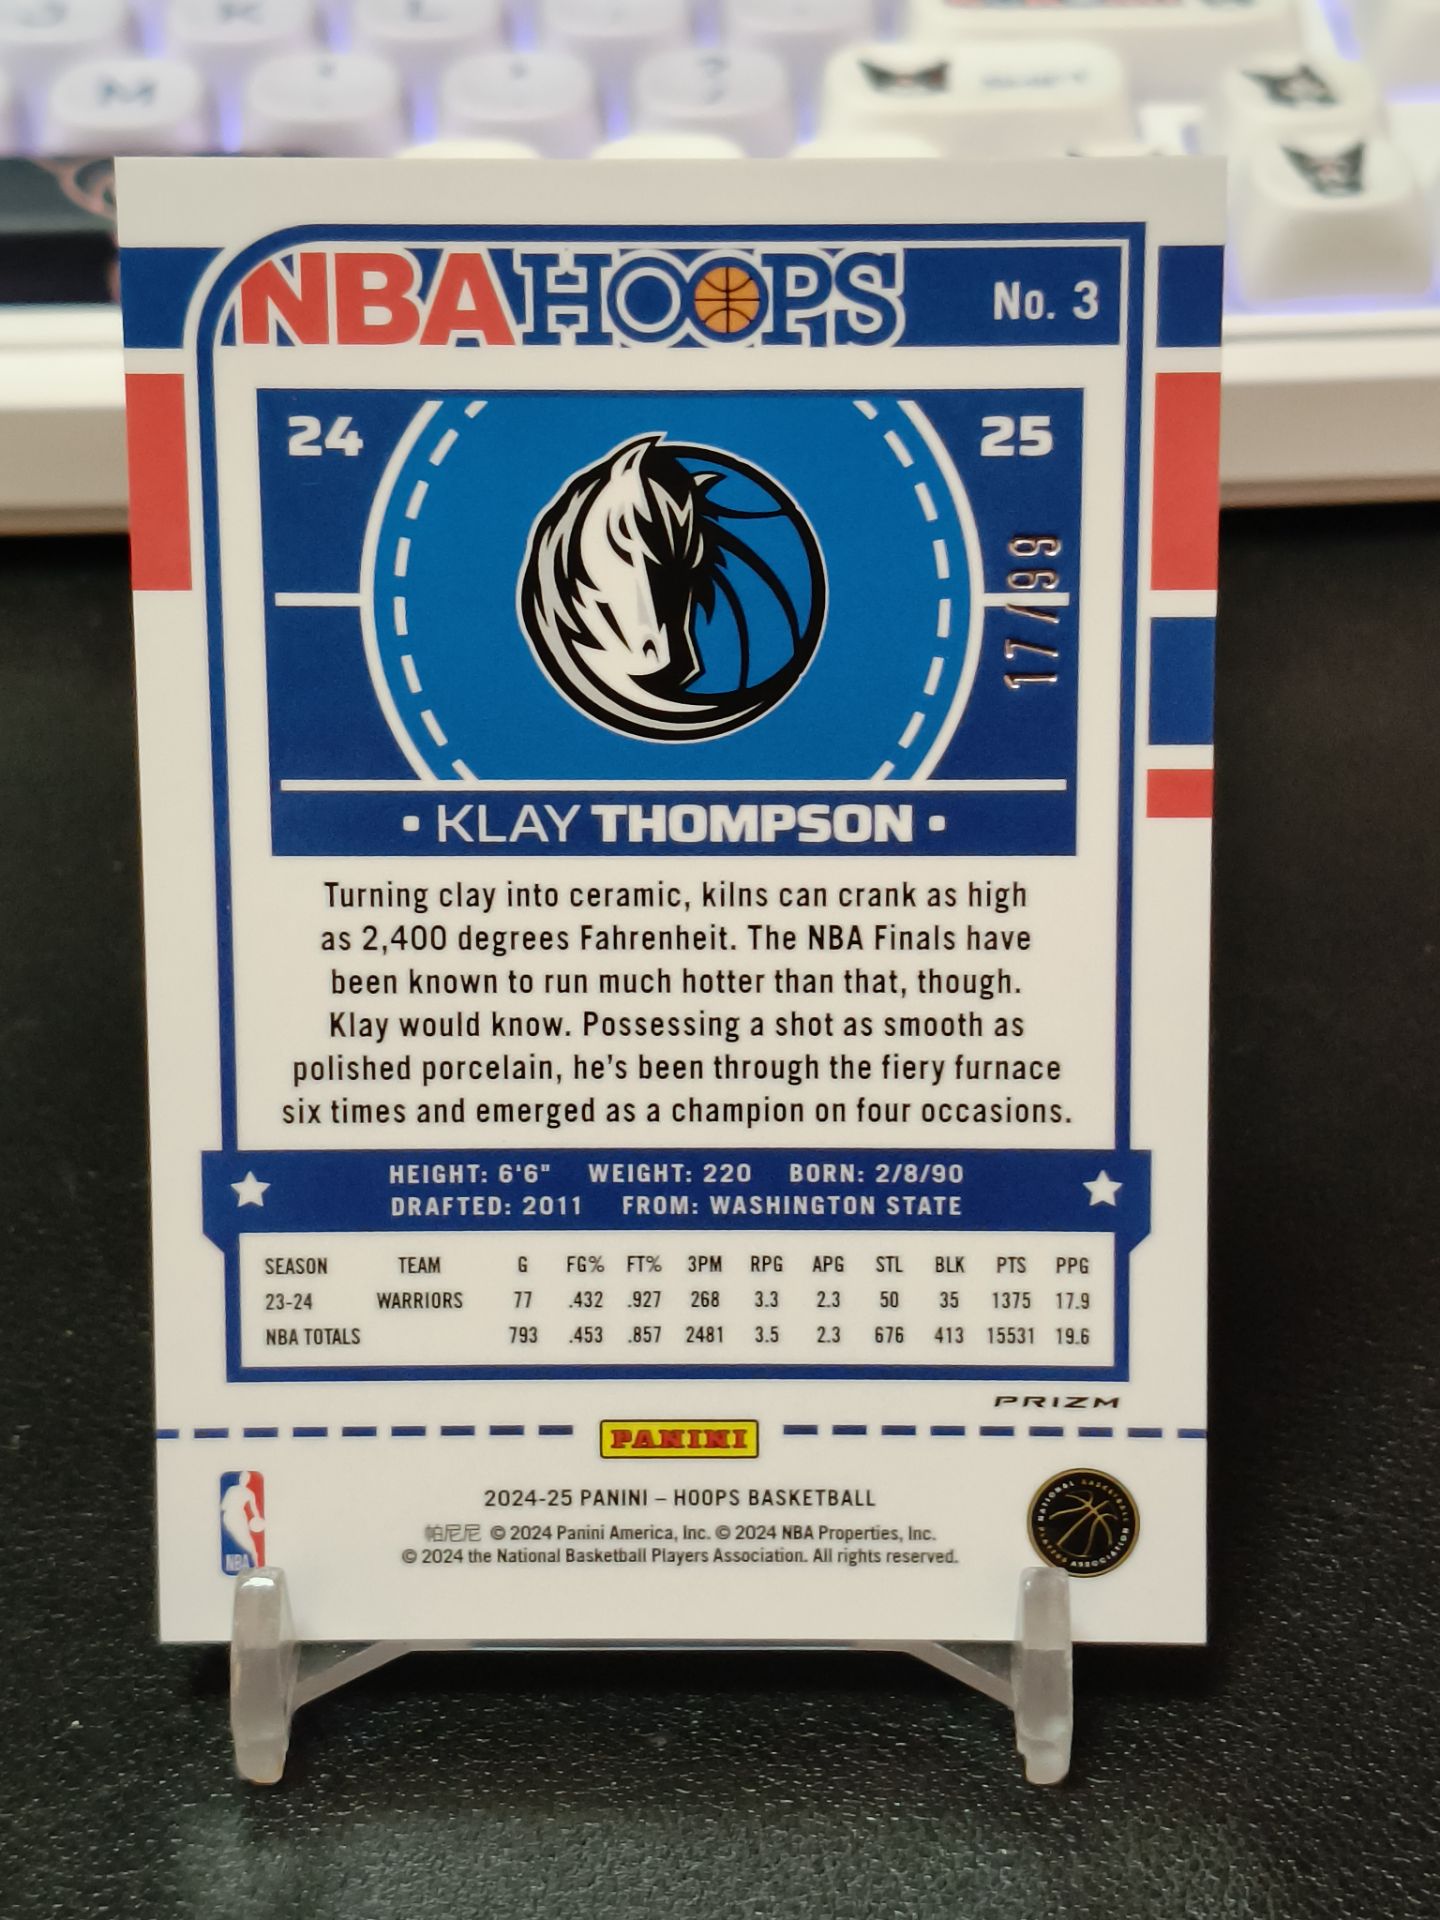 M
NBA HOOPS No. 3
24 25
17/99
• KLAY THOMPSON •
Turning clay into ceramic, kilns can crank as high
as 2,400 degrees Fahrenheit. The NBA Finals have
been known to run much hotter than that, though.
Klay would know. Possessing a shot as smooth as
polished porcelain, he's been through the fiery furnace
six times and emerged as a champion on four occasions.
HEIGHT: 6'6" WEIGHT: 220 BORN: 2/8/90
DRAFTED: 2011 FROM: WASHINGTON STATE
SEASON TEAM G FG% FT% 3PM RPG APG STL BLK PTS PPG
23-24 WARRIORS 77 .432 .927 268 3.3 2.3 50 35 1375 17.9
NBA TOTALS 793 .453 .857 2481 3.5 2.3 676 413 15531 19.6
PRIZM
PANINI
2024-25 PANINI – HOOPS BASKETBALL
帕尼尼 © 2024 Panini America, Inc. © 2024 NBA Properties, Inc.
© 2024 the National Basketball Players Association. All rights reserved.
NBA
NATIONAL BASKETBALL PLAYERS ASSOCIATION